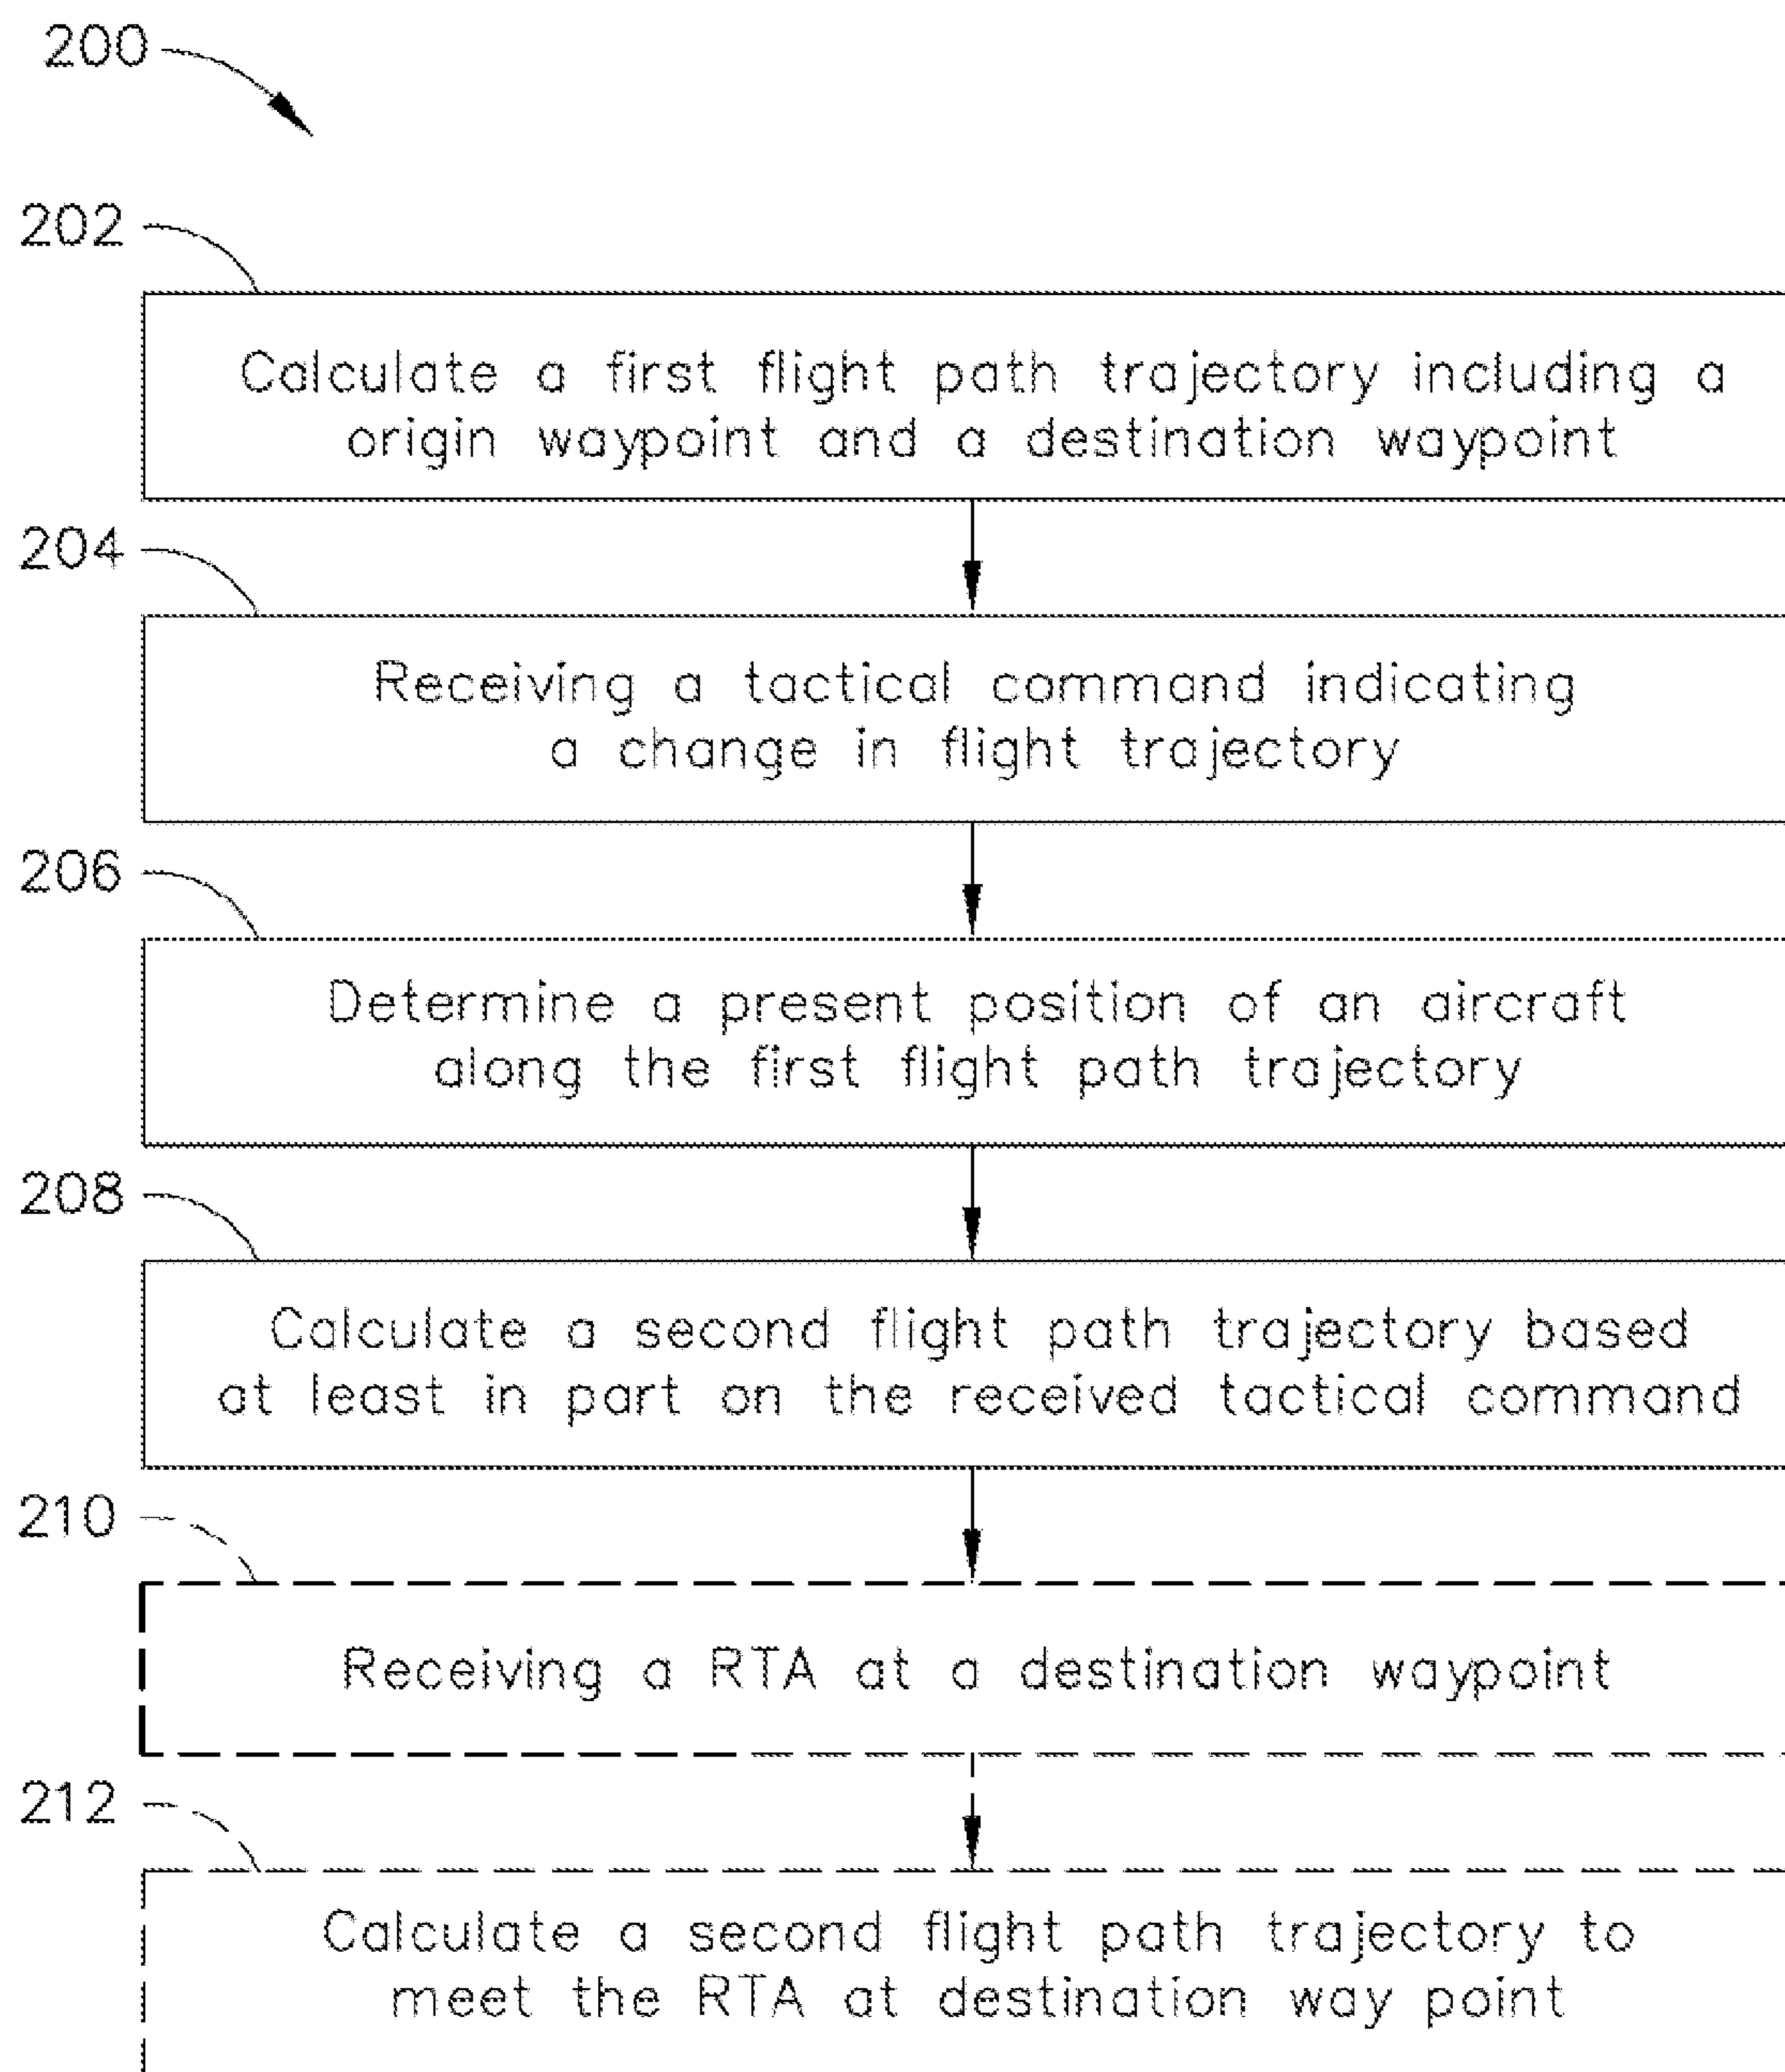 200
202
Calculate a first flight path trajectory including a
origin waypoint and a destination waypoint
204
Receiving a tactical command indicating
a change in flight trajectory
206
Determine a present position of an aircraft
along the first flight path trajectory
208
Calculate a second flight path trajectory based
at least in part on the received tactical command
210
Receiving a RTA at a destination waypoint
212
Calculate a second flight path trajectory to
meet the RTA at destination way point